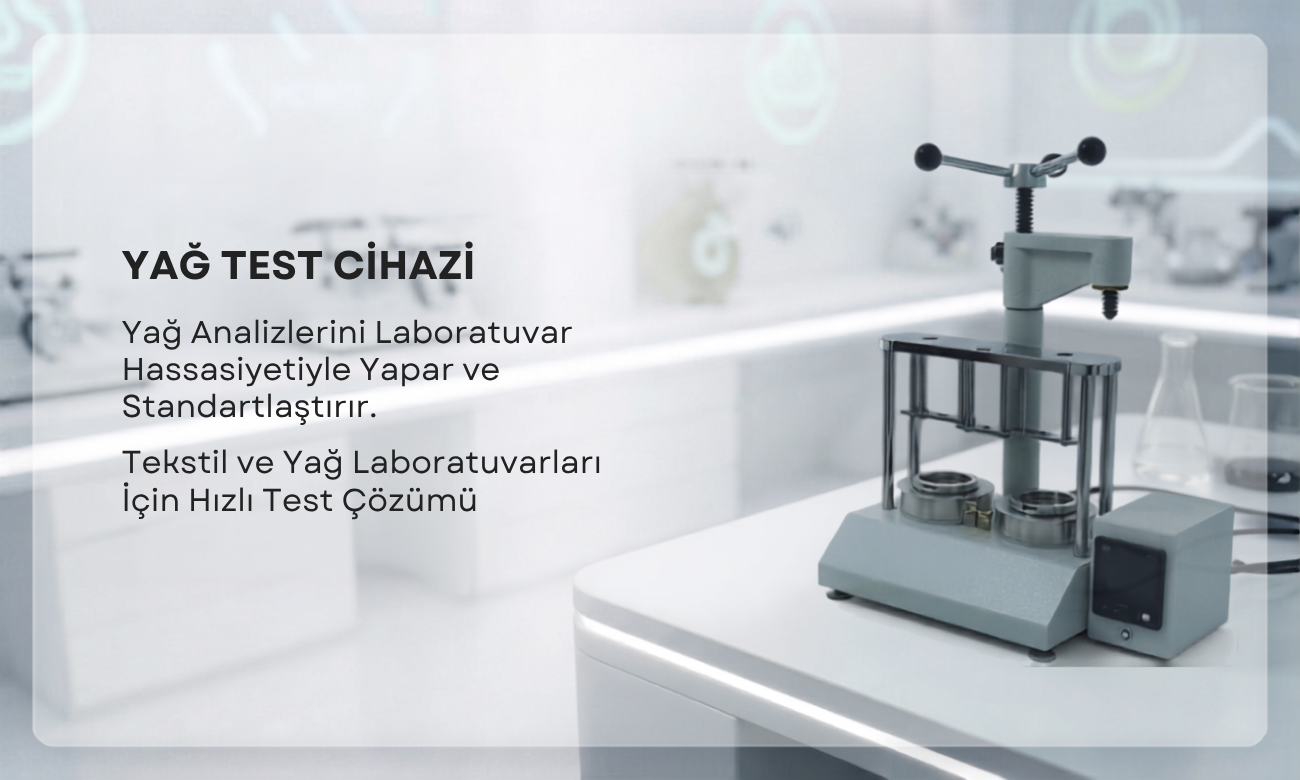 YAĞ TEST CİHAZİ
Yağ Analizlerini Laboratuvar
Hassasiyetiyle Yapar ve
Standartlaştırır.
Tekstil ve Yağ Laboratuvarları
İçin Hızlı Test Çözümü